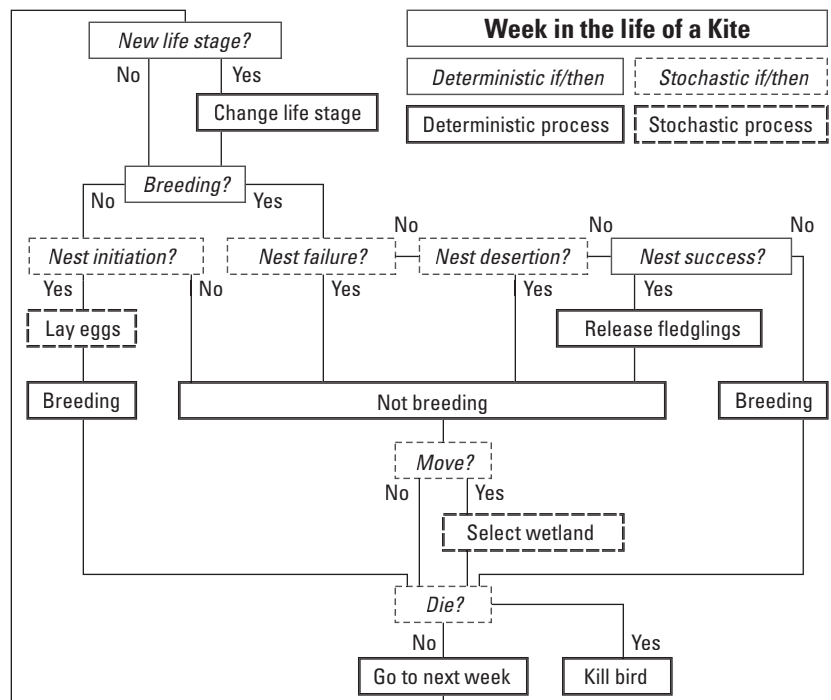 Week in the life of a Kite
Deterministic if/then
Stochastic if/then
Deterministic process
Stochastic process
New life stage?
No
Yes
Change life stage
Breeding?
No
Yes
Nest initiation?
Nest failure?
No
Nest desertion?
No
Nest success?
No
Yes
No
Yes
Yes
Yes
Lay eggs
Release fledglings
Breeding
Not breeding
Breeding
Move?
No
Yes
Select wetland
Die?
No
Yes
Go to next week
Kill bird